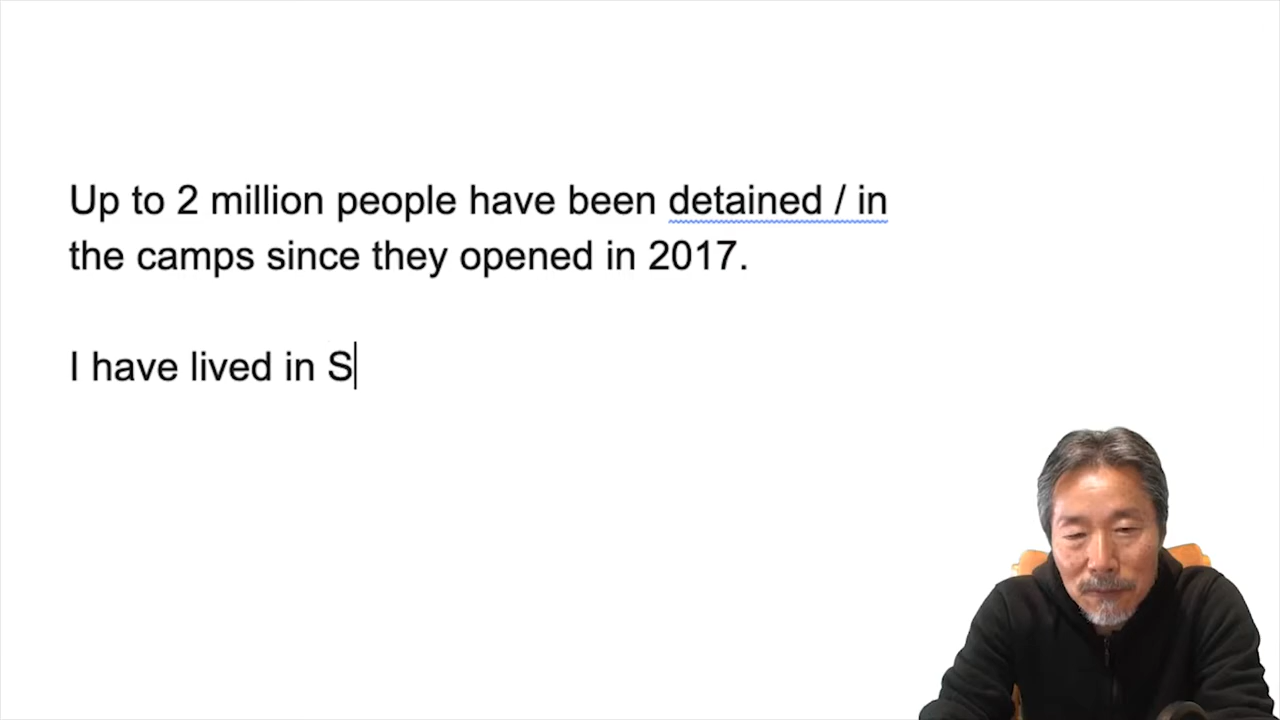 Up to 2 million people have been detained / in
the camps since they opened in 2017.
I have lived in S